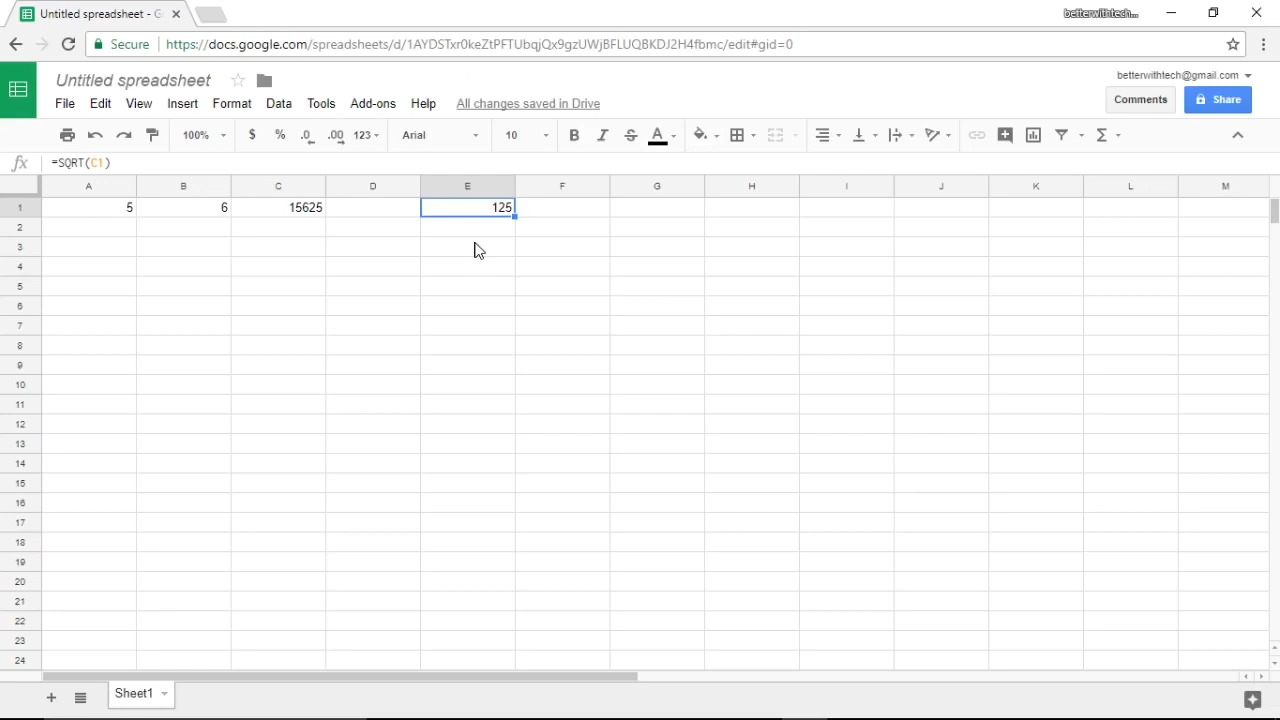 Untitled spreadsheet - G
betterwithtech...
Secure https://docs.google.com/spreadsheets/d/1AYDSTxr0keZtPFTUbqjQx9gzUWjBFLUQBKDJ2H4fbmc/edit#gid=0
Untitled spreadsheet
betterwithtech@gmail.com
File Edit View Insert Format Data Tools Add-ons Help All changes saved in Drive
Comments Share
100% $ % .0 .00 123 Arial 10 B I S A Σ
fx =SQRT(C1)
A B C D E F G H I J K L M
1 5 6 15625 125
2
3
4
5
6
7
8
9
10
11
12
13
14
15
16
17
18
19
20
21
22
23
24
+ Sheet1